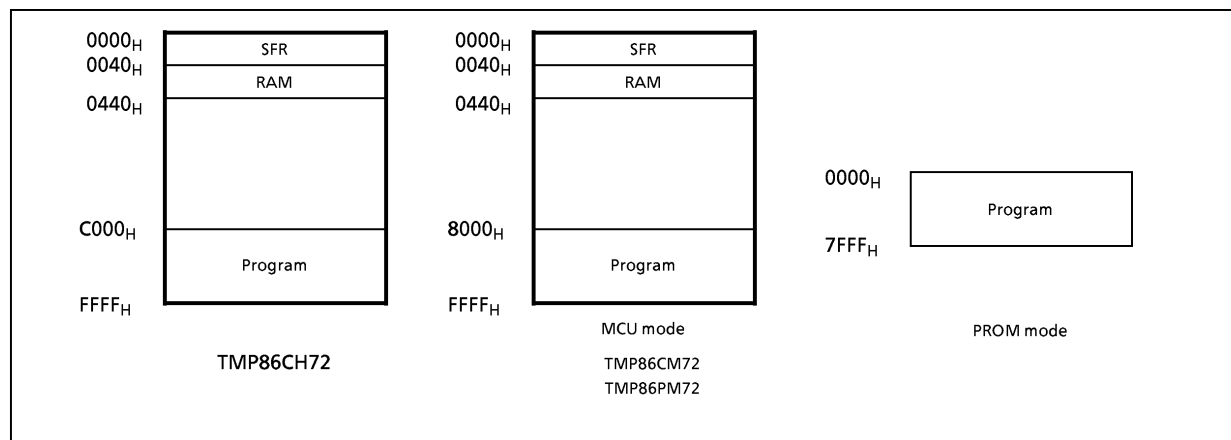 0000H
SFR
0040H
RAM
0440H
C000H
Program
FFFFH
TMP86CH72
0000H
SFR
0040H
RAM
0440H
8000H
Program
FFFFH
MCU mode
TMP86CM72
TMP86PM72
0000H
Program
7FFFH
PROM mode